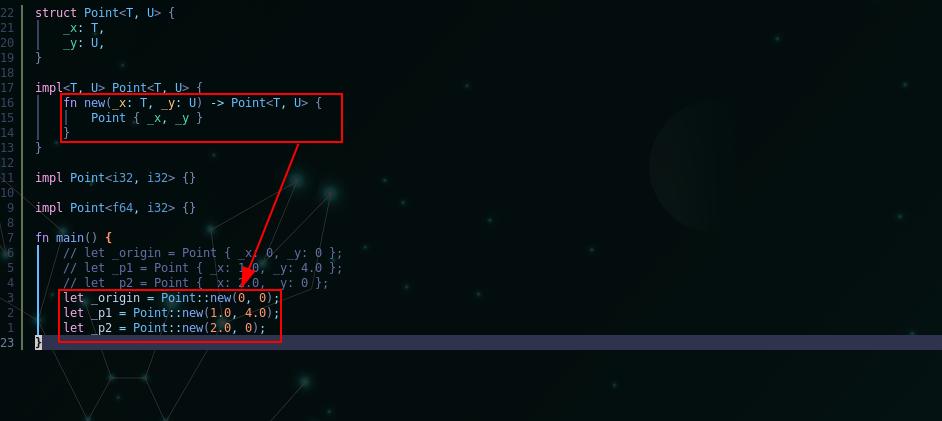 22 struct Point<T, U> {
21     _x: T,
20     _y: U,
19 }
18
17 impl<T, U> Point<T, U> {
16     fn new(_x: T, _y: U) -> Point<T, U> {
15         Point { _x, _y }
14     }
13 }
12
11 impl Point<i32, i32> {}
10
9 impl Point<f64, i32> {}
8
7 fn main() {
6     // let _origin = Point { _x: 0, _y: 0 };
5     // let _p1 = Point { _x: 1.0, _y: 4.0 };
4     // let _p2 = Point { _x: 2.0, _y: 0 };
3     let _origin = Point::new(0, 0);
2     let _p1 = Point::new(1.0, 4.0);
1     let _p2 = Point::new(2.0, 0);
23 }